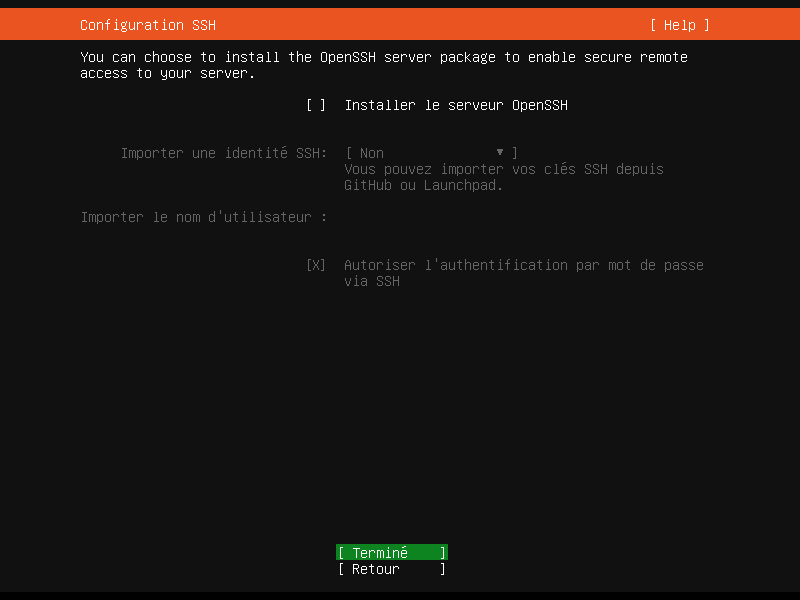 Configuration SSH [ Help ]
You can choose to install the OpenSSH server package to enable secure remote
access to your server.
[ ] Installer le serveur OpenSSH
Importer une identité SSH: [ Non ▾ ]
Vous pouvez importer vos clés SSH depuis
GitHub ou Launchpad.
Importer le nom d'utilisateur :
[X] Autoriser l'authentification par mot de passe
via SSH
[ Terminé ]
[ Retour ]